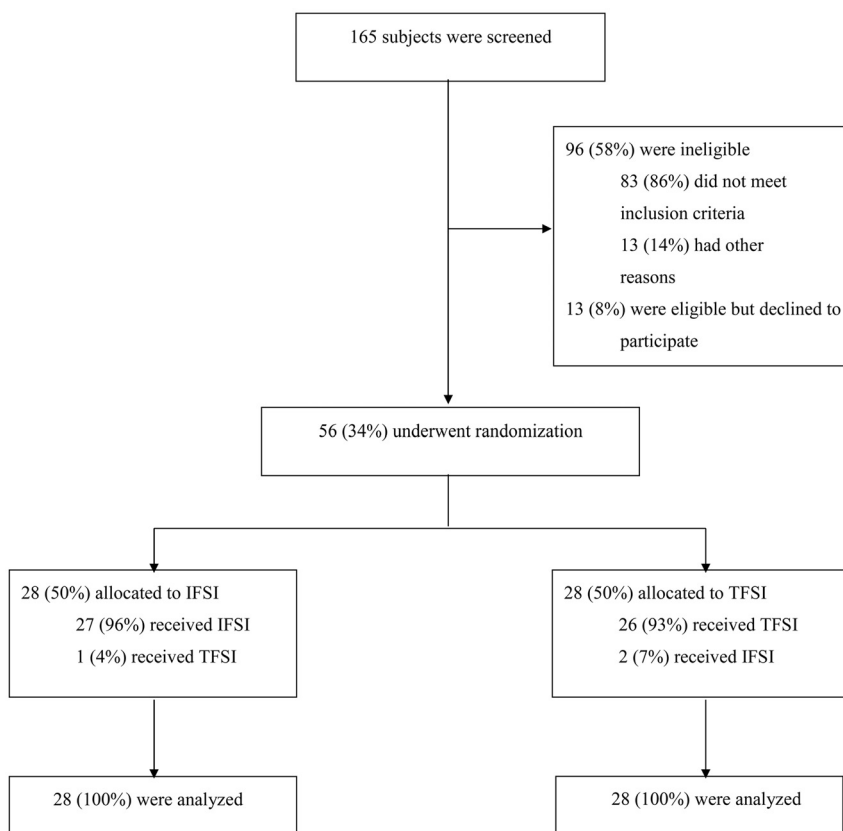 165 subjects were screened
96 (58%) were ineligible
83 (86%) did not meet
inclusion criteria
13 (14%) had other
reasons
13 (8%) were eligible but declined to
participate
56 (34%) underwent randomization
28 (50%) allocated to IFSI
27 (96%) received IFSI
1 (4%) received TFSI
28 (50%) allocated to TFSI
26 (93%) received TFSI
2 (7%) received IFSI
28 (100%) were analyzed
28 (100%) were analyzed